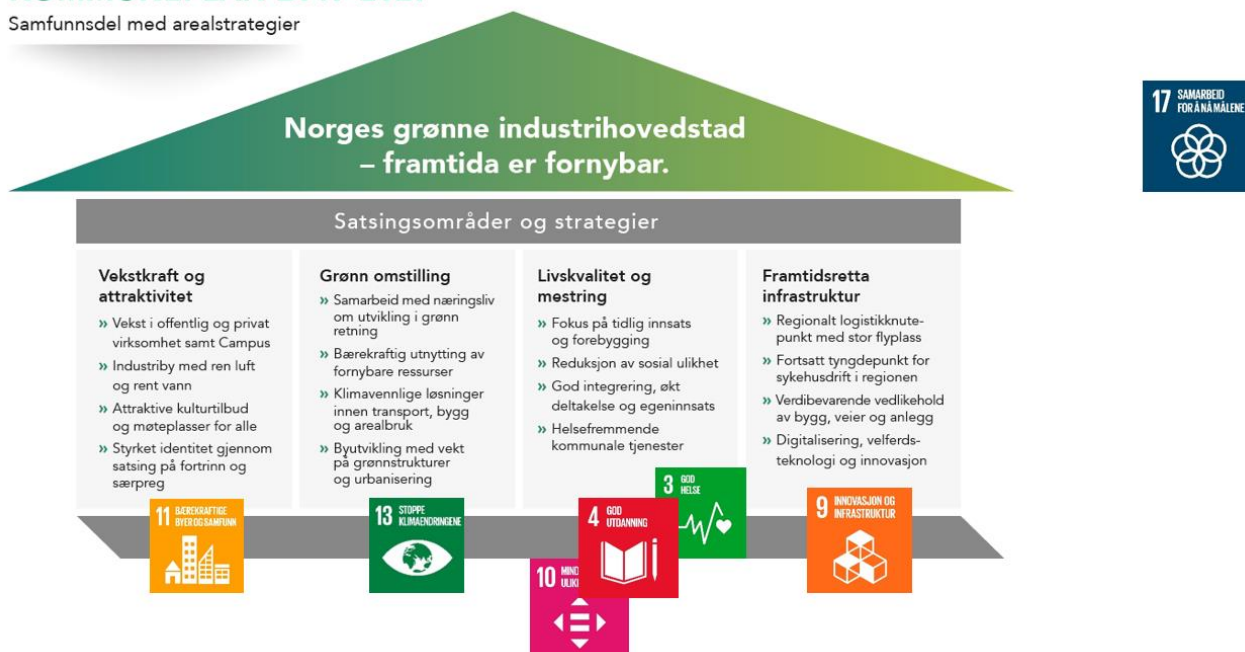 Samfunnsdel med arealstrategier
17 SAMARBEID
FOR Å NÅ MÅLENE
Norges grønne industrihovedstad
– framtida er fornybar.
Satsingsområder og strategier
Vekstkraft og
attraktivitet
» Vekst i offentlig og privat
virksomhet samt Campus
» Industriby med ren luft
og rent vann
» Attraktive kulturtilbud
og møteplasser for alle
» Styrket identitet gjennom
satsing på fortrinn og
særpreg
Grønn omstilling
» Samarbeid med næringsliv
om utvikling i grønn
retning
» Bærekraftig utnytting av
fornybare ressurser
» Klimavennlige løsninger
innen transport, bygg
og arealbruk
» Byutvikling med vekt
på grønnstrukturer
og urbanisering
Livskvalitet og
mestring
» Fokus på tidlig innsats
og forebygging
» Reduksjon av sosial ulikhet
» God integrering, økt
deltakelse og egeninnsats
» Helsefremmende
kommunale tjenester
Framtidsretta
infrastruktur
» Regionalt logistikknute-
punkt med stor flyplass
» Fortsatt tyngdepunkt for
sykehusdrift i regionen
» Verdibevarende vedlikehold
av bygg, veier og anlegg
» Digitalisering, velferds-
teknologi og innovasjon
11 BÆREKRAFTIGE
BYER OG SAMFUNN
13 STOPPE
KLIMAENDRINGENE
3 GOD
HELSE
4 GOD
UTDANNING
10
9 INNOVASJON OG
INFRASTRUKTUR